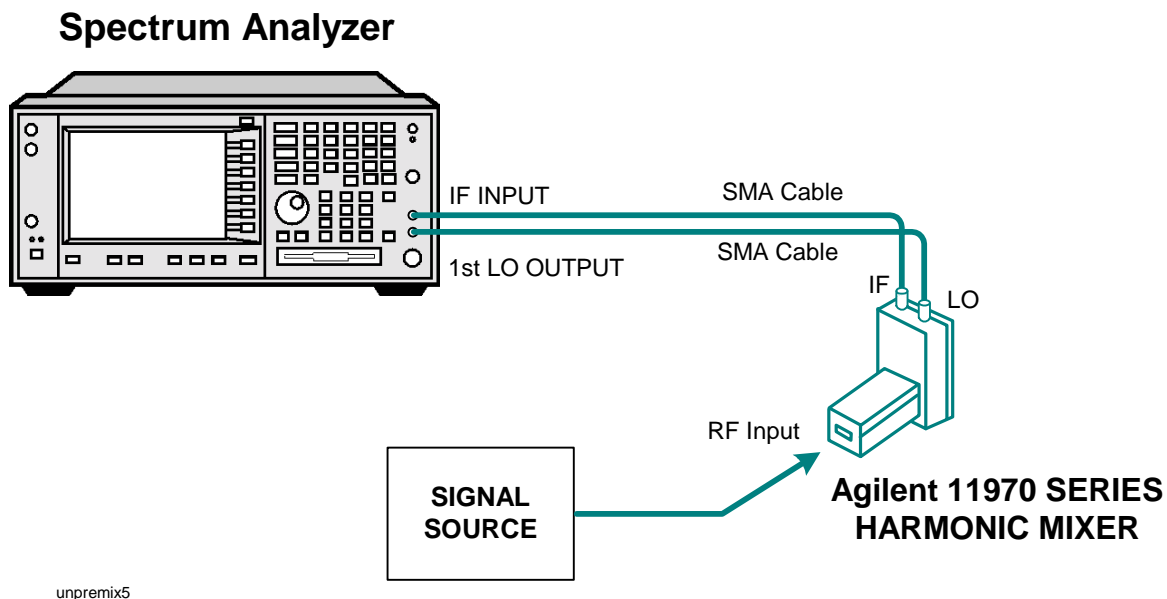 Spectrum Analyzer
IF INPUT
SMA Cable
SMA Cable
1st LO OUTPUT
IF
LO
RF Input
SIGNAL
SOURCE
Agilent 11970 SERIES
HARMONIC MIXER
unpremix5